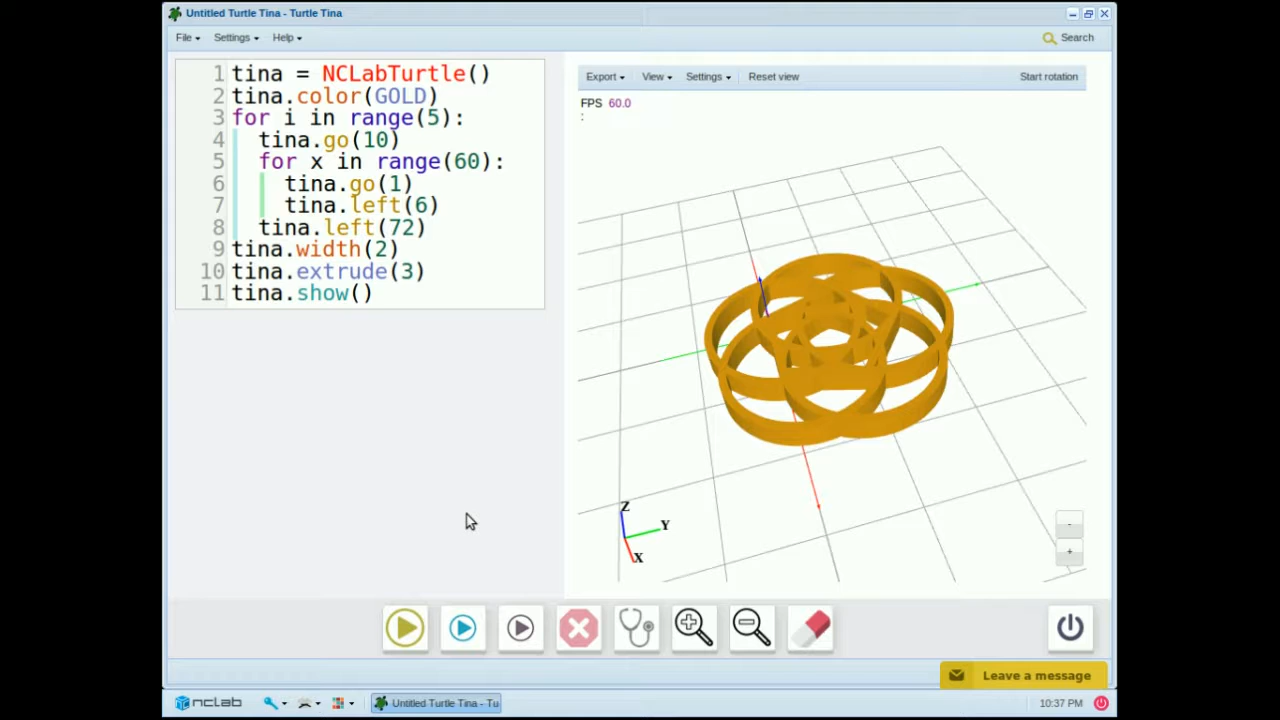 Untitled Turtle Tina - Turtle Tina
File Settings Help Search
1 tina = NCLabTurtle()
2 tina.color(GOLD)
3 for i in range(5):
4 tina.go(10)
5 for x in range(60):
6 tina.go(1)
7 tina.left(6)
8 tina.left(72)
9 tina.width(2)
10 tina.extrude(3)
11 tina.show()
Export View Settings Reset view Start rotation
FPS 60.0
:
Z
Y
X
-
+
Leave a message
nclab Untitled Turtle Tina - Tu 10:37 PM